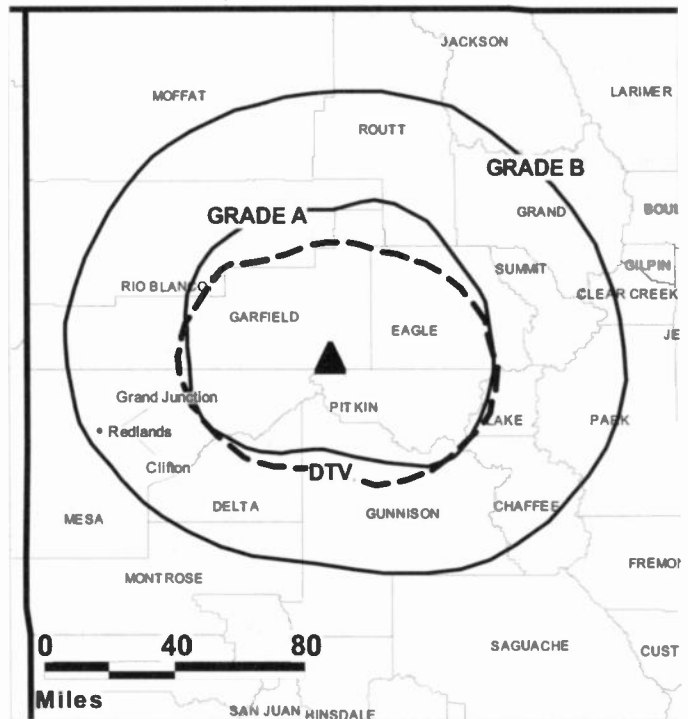 JACKSON
MOFFAT
LARIMER
ROUTT
GRADE B
GRADE A
GRAND
BOUL
SUMMIT
GILPIN
RIO BLANCO
CLEAR CREEK
GARFIELD
EAGLE
JE
Grand Junction
PITKIN
LAKE
PARK
Redlands
Clifton
DTV
DELTA
CHAFFEE
MESA
GUNNISON
FREMON
MONTROSE
0 40 80
SAGUACHE
CUST
Miles
SAN JUAN
HINSDALE